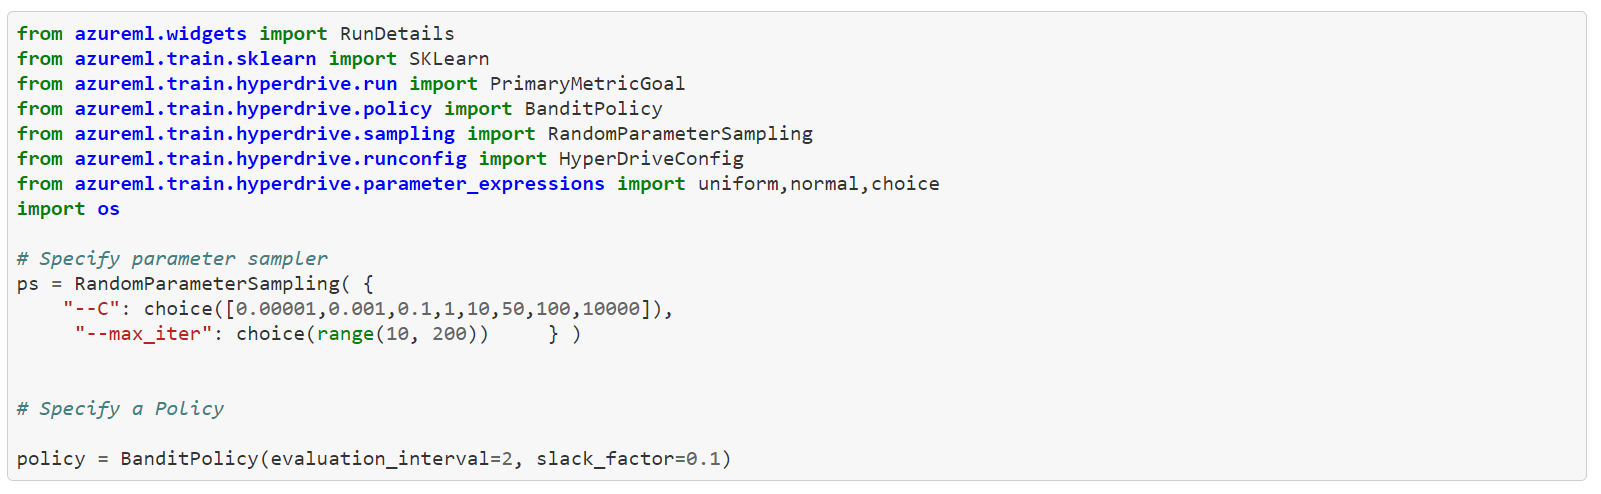 from azureml.widgets import RunDetails
from azureml.train.sklearn import SKLearn
from azureml.train.hyperdrive.run import PrimaryMetricGoal
from azureml.train.hyperdrive.policy import BanditPolicy
from azureml.train.hyperdrive.sampling import RandomParameterSampling
from azureml.train.hyperdrive.runconfig import HyperDriveConfig
from azureml.train.hyperdrive.parameter_expressions import uniform,normal,choice
import os
# Specify parameter sampler
ps = RandomParameterSampling( {
    "--C": choice([0.00001,0.001,0.1,1,10,50,100,10000]),
     "--max_iter": choice(range(10, 200))     } )
# Specify a Policy
policy = BanditPolicy(evaluation_interval=2, slack_factor=0.1)